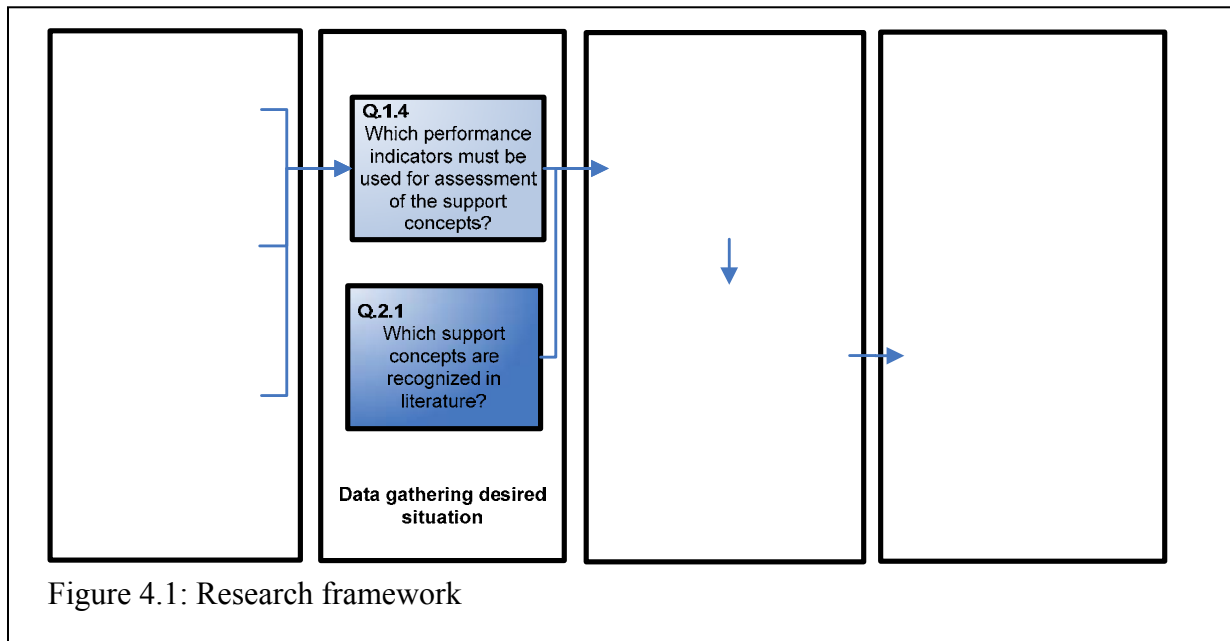 Q.1.4
Which performance
indicators must be
used for assessment
of the support
concepts?
Q.2.1
Which support
concepts are
recognized in
literature?
Data gathering desired
situation
Figure 4.1: Research framework